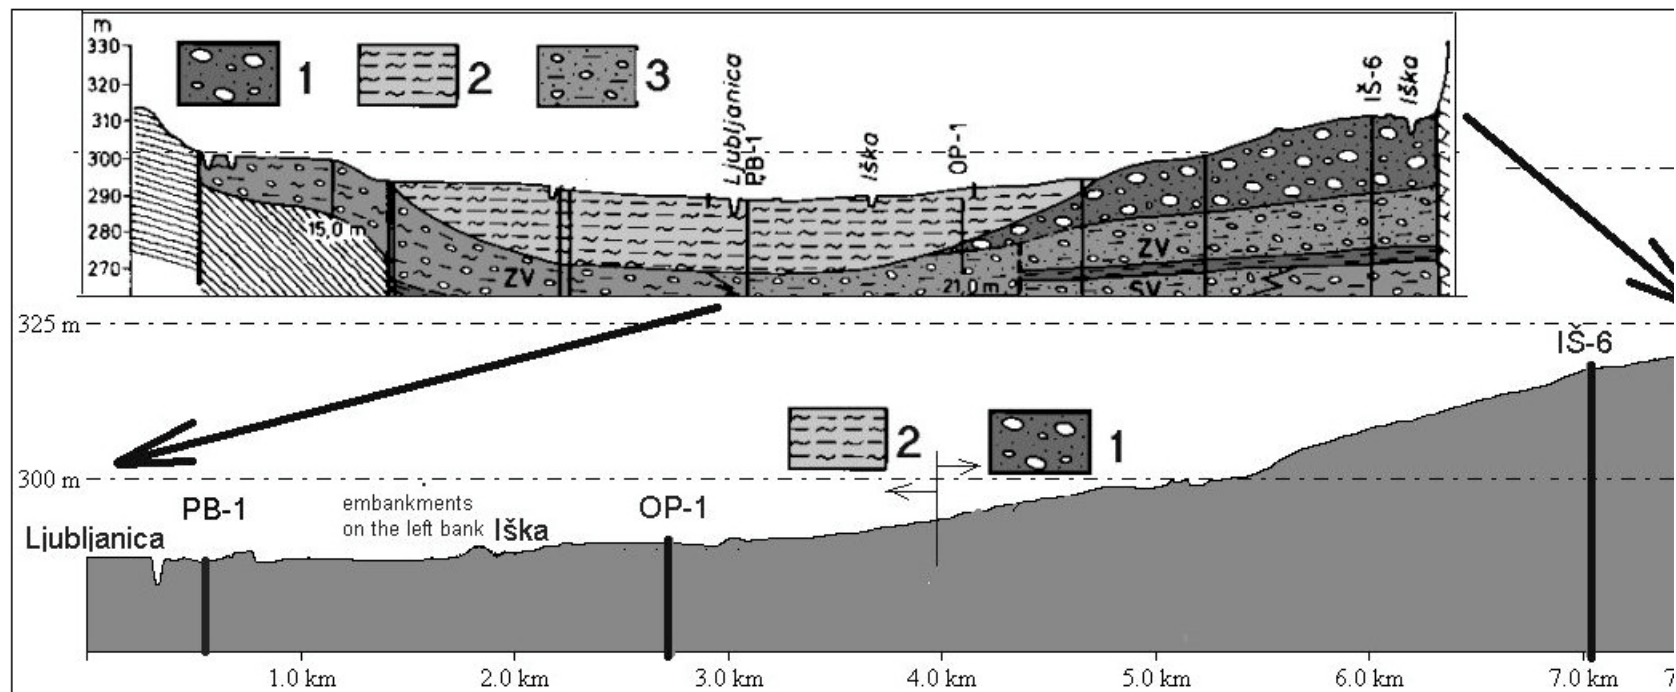 m
330
320
310
300
290
280
270
1
2
3
Ljubljanica
PB-1
Iška
OP-1
IŠ-6
Iška
15,0 m
ZV
21,0 m
ZV
SV
325 m
IŠ-6
2
1
300 m
PB-1
embankments
on the left bank
Iška
OP-1
Ljubljanica
1.0 km
2.0 km
3.0 km
4.0 km
5.0 km
6.0 km
7.0 km
7